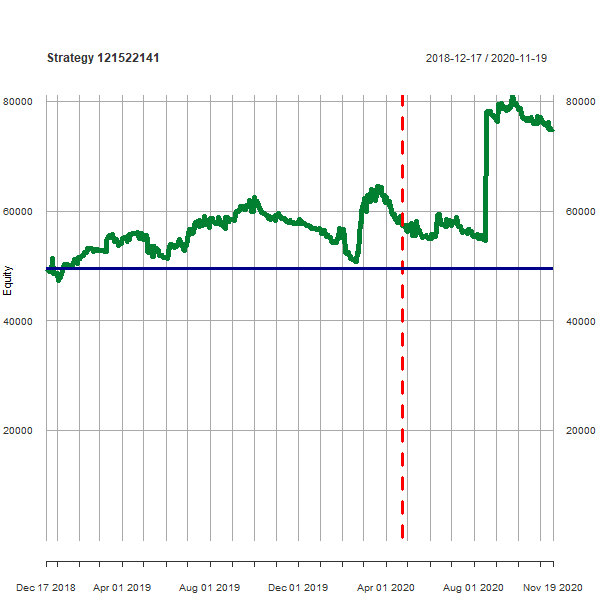 Strategy 121522141
2018-12-17 / 2020-11-19
80000 80000
60000 60000
Equity
40000 40000
20000 20000
Dec 17 2018 Apr 01 2019 Aug 01 2019 Dec 01 2019 Apr 01 2020 Aug 01 2020 Nov 19 2020